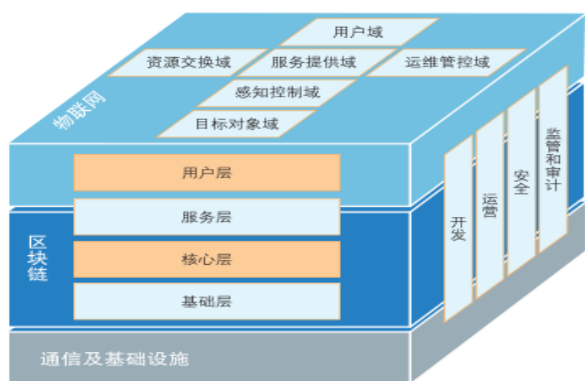 用户域
资源交换域
服务提供域
运维管控域
感知控制域
目标对象域
物联网
用户层
服务层
核心层
基础层
区块链
开发
运营
安全
监管和审计
通信及基础设施